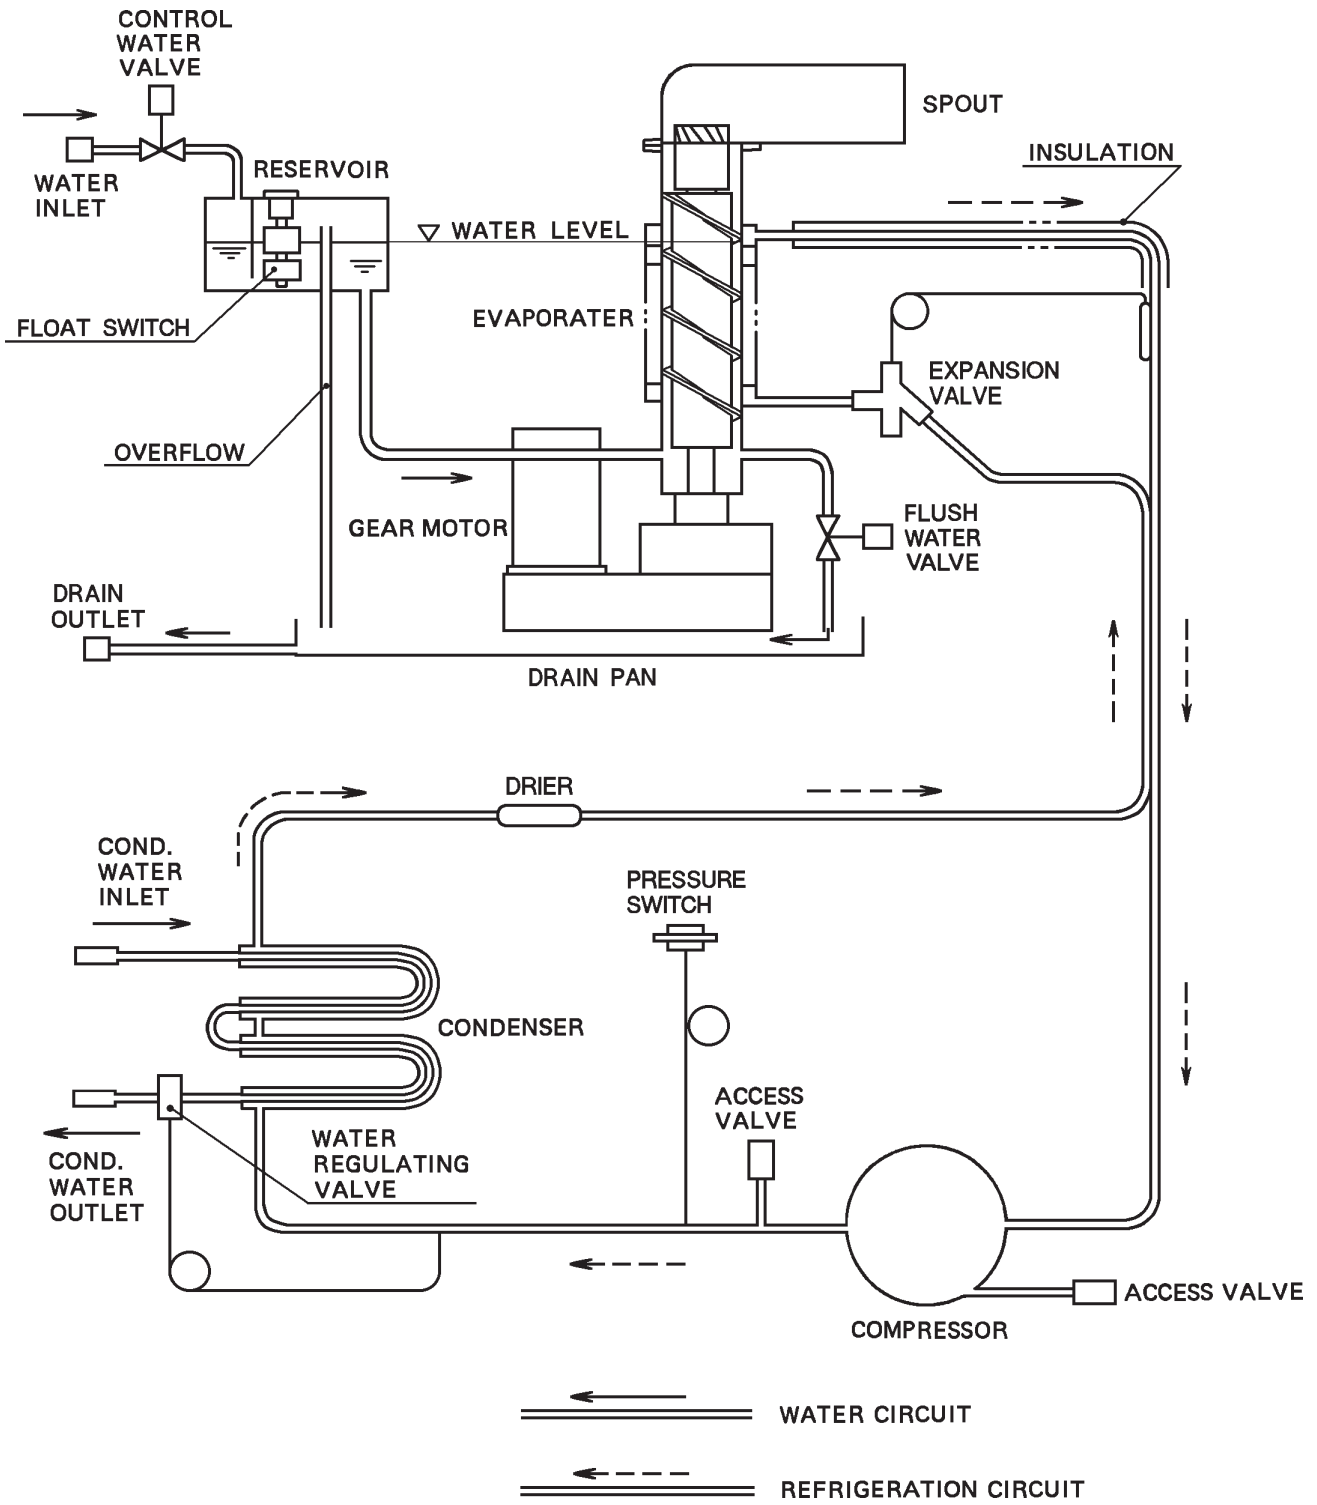 CONTROL
WATER
VALVE
SPOUT
INSULATION
RESERVOIR
WATER
INLET
WATER LEVEL
FLOAT SWITCH
EVAPORATER
EXPANSION
VALVE
OVERFLOW
GEAR MOTOR
FLUSH
WATER
VALVE
DRAIN
OUTLET
DRAIN PAN
DRIER
COND.
WATER
INLET
PRESSURE
SWITCH
CONDENSER
ACCESS
VALVE
WATER
REGULATING
VALVE
COND.
WATER
OUTLET
ACCESS VALVE
COMPRESSOR
WATER CIRCUIT
REFRIGERATION CIRCUIT